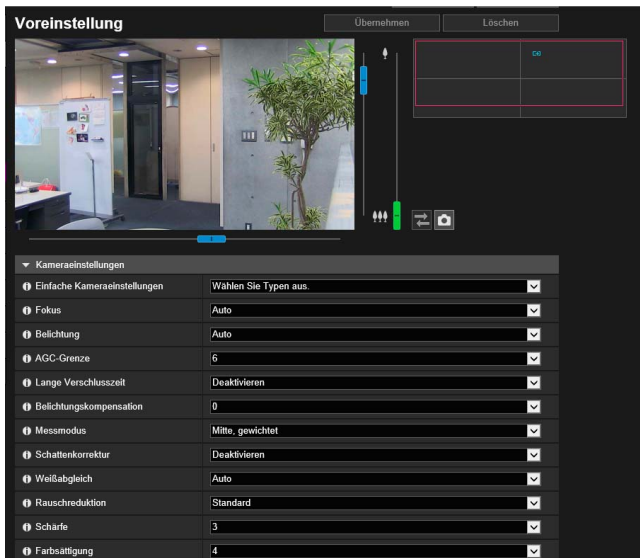 Voreinstellung
Übernehmen
Löschen
Kameraeinstellungen
Einfache Kameraeinstellungen Wählen Sie Typen aus.
Fokus Auto
Belichtung Auto
AGC-Grenze 6
Lange Verschlusszeit Deaktivieren
Belichtungskompensation 0
Messmodus Mitte, gewichtet
Schattenkorrektur Deaktivieren
Weißabgleich Auto
Rauschreduktion Standard
Schärfe 3
Farbsättigung 4